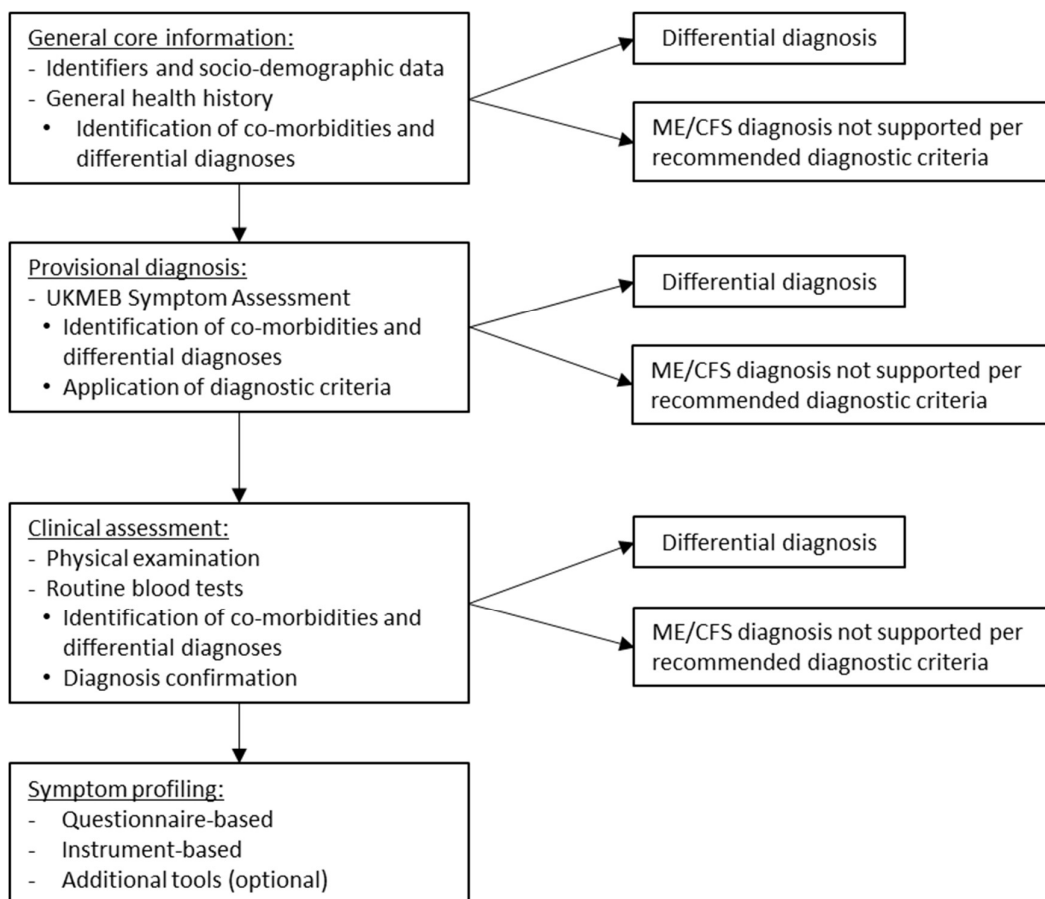 General core information:
- Identifiers and socio-demographic data
- General health history
• Identification of co-morbidities and
differential diagnoses
Differential diagnosis
ME/CFS diagnosis not supported per
recommended diagnostic criteria
Provisional diagnosis:
- UKMEB Symptom Assessment
• Identification of co-morbidities and
differential diagnoses
• Application of diagnostic criteria
Differential diagnosis
ME/CFS diagnosis not supported per
recommended diagnostic criteria
Clinical assessment:
- Physical examination
- Routine blood tests
• Identification of co-morbidities and
differential diagnoses
• Diagnosis confirmation
Differential diagnosis
ME/CFS diagnosis not supported per
recommended diagnostic criteria
Symptom profiling:
- Questionnaire-based
- Instrument-based
- Additional tools (optional)